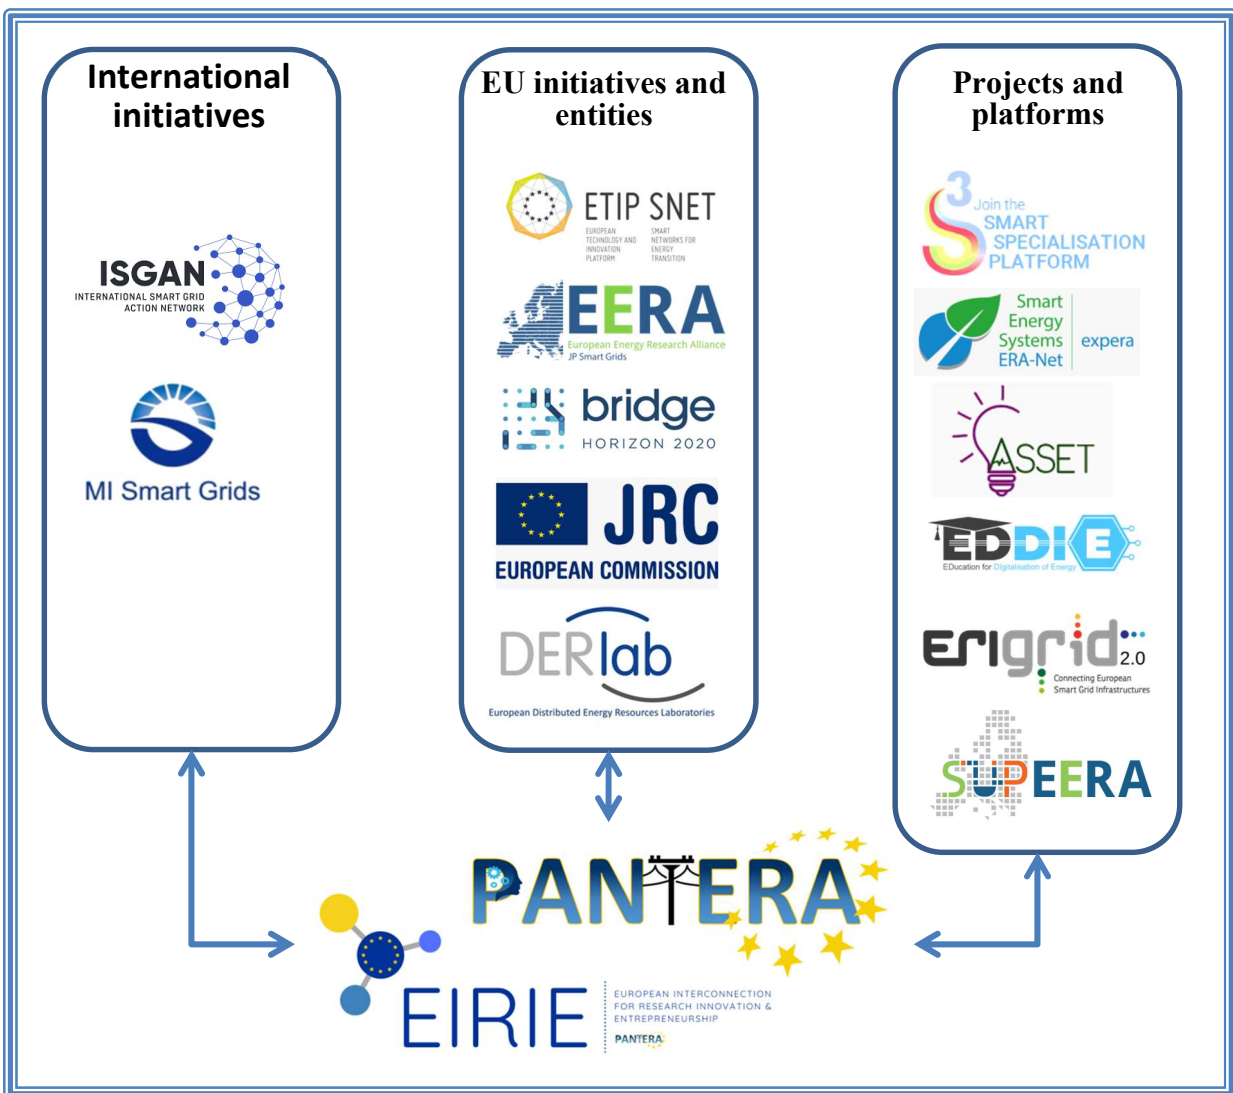 International
initiatives
ISGAN
INTERNATIONAL SMART GRID
ACTION NETWORK
MI Smart Grids
EU initiatives and
entities
ETIP SNET
EUROPEAN
TECHNOLOGY AND
INNOVATION
PLATFORM
SMART
NETWORKS FOR
ENERGY
TRANSITION
EERA
European Energy Research Alliance
JP Smart Grids
bridge
HORIZON 2020
JRC
EUROPEAN COMMISSION
DERlab
European Distributed Energy Resources Laboratories
Projects and
platforms
S3
Join the
SMART
SPECIALISATION
PLATFORM
Smart
Energy
Systems
ERA-Net
expera
ASSET
EDDIE
EDucation for Digitalisation of Energy
ERIgrid 2.0
Connecting European
Smart Grid Infrastructures
SUPEERA
PANTERA
EIRIE
EUROPEAN INTERCONNECTION
FOR RESEARCH INNOVATION &
ENTREPRENEURSHIP
PANTERA